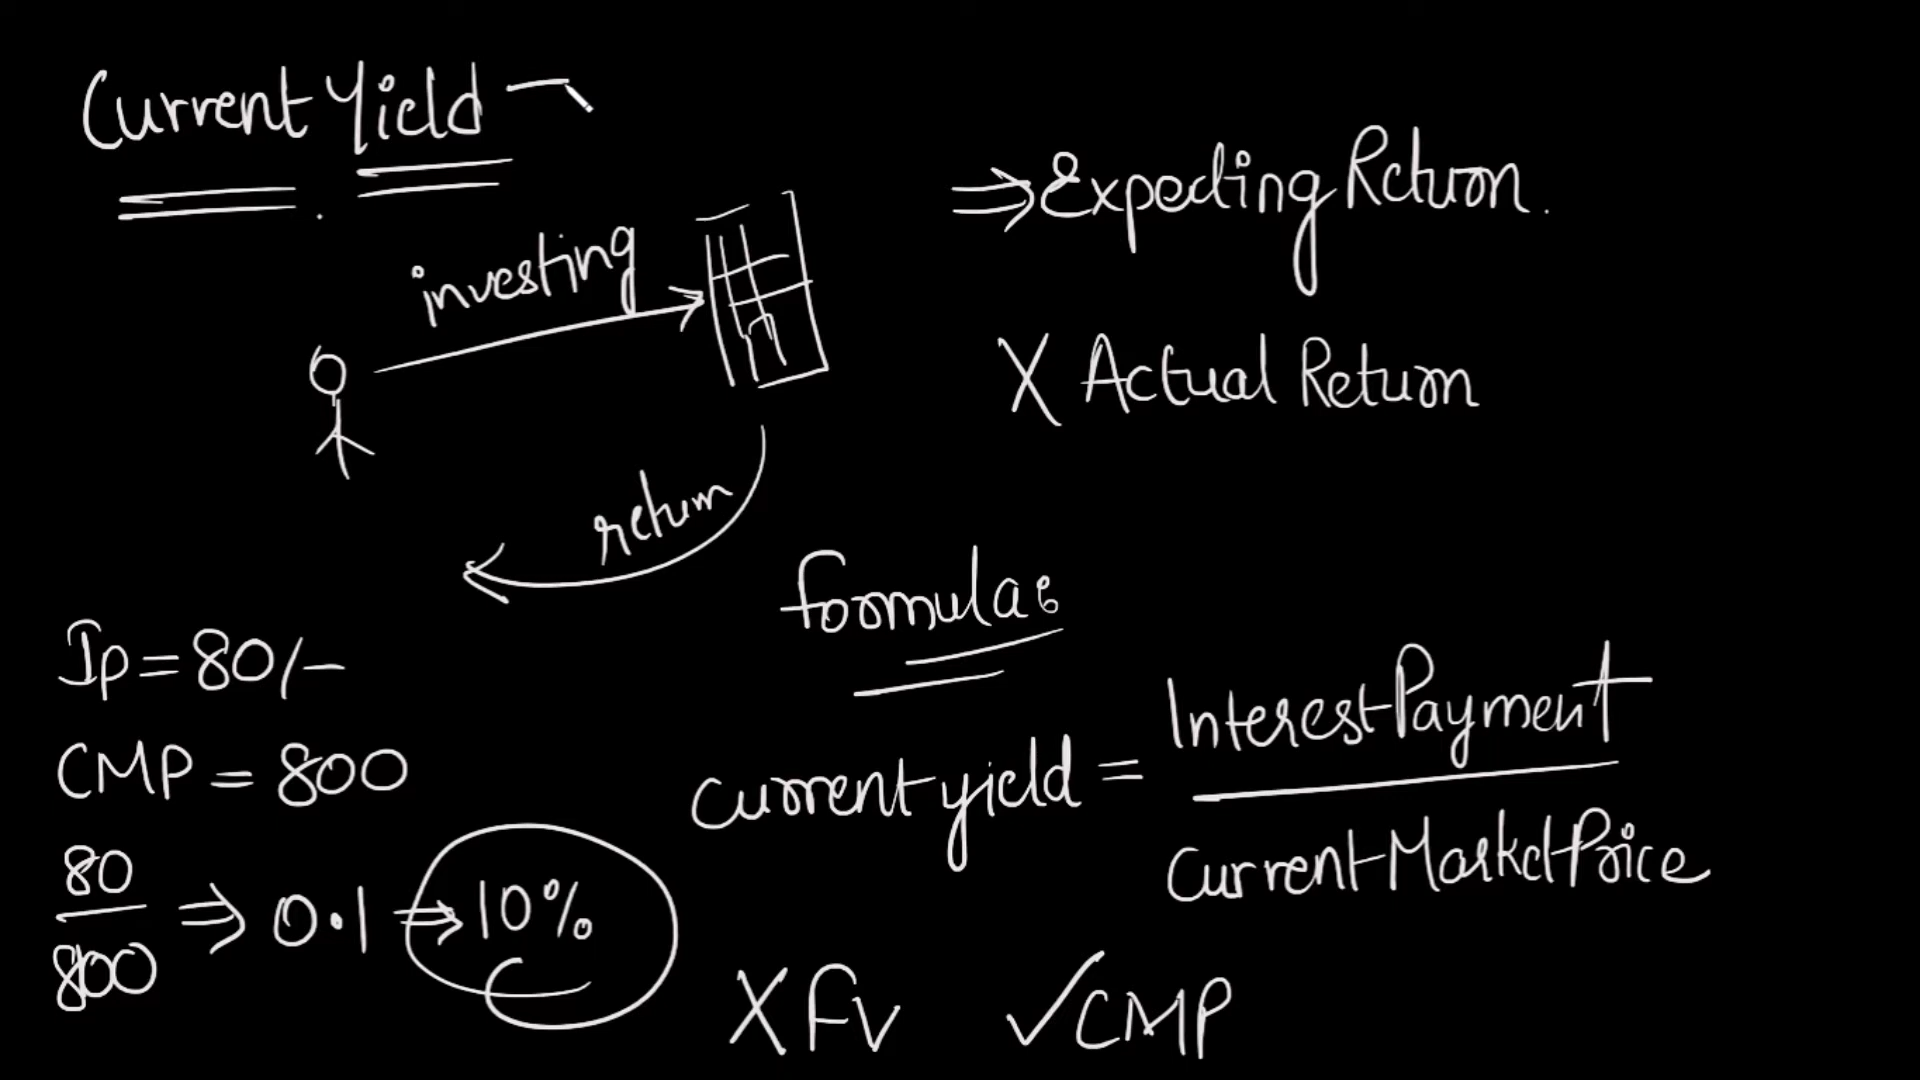 Current Yield
⇒ Expecting Return.
investing
X Actual Return
return
formulae
Ip = 80/-
Interest Payment
CMP = 800
current yield =
Current Market Price
80
800
⇒ 0.1 ⇒ 10%
X FV ✓ CMP